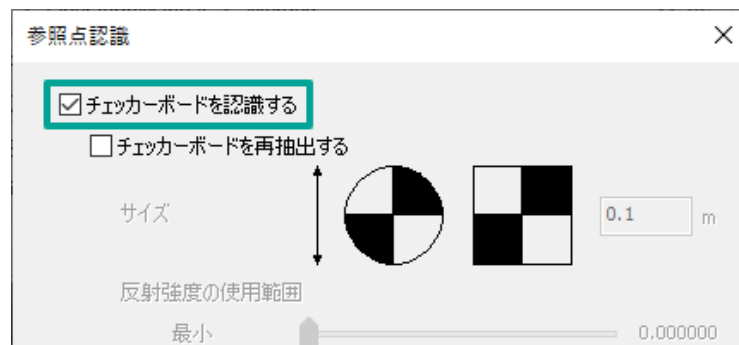 参照点認識
チェッカーボードを認識する
チェッカーボードを再抽出する
サイズ 0.1 m
反射強度の使用範囲
最小 0.000000